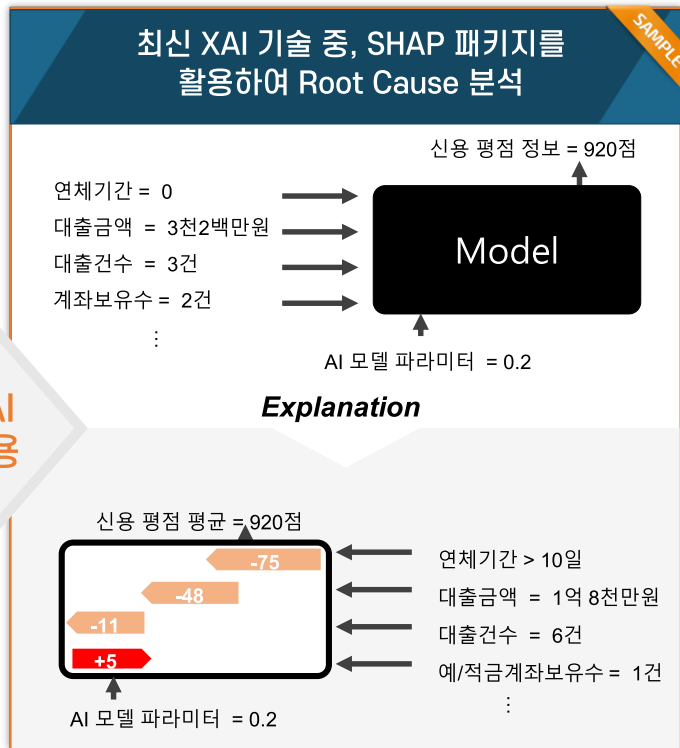 최신 XAI 기술 중, SHAP 패키지를
활용하여 Root Cause 분석
SAMPLE
신용 평점 정보 = 920점
연체기간 = 0
대출금액 = 3천2백만원
대출건수 = 3건
계좌보유수 = 2건
⋮
Model
AI 모델 파라미터 = 0.2
Explanation
AI
용
신용 평점 평균 = 920점
-75
-48
-11
+5
연체기간 > 10일
대출금액 = 1억 8천만원
대출건수 = 6건
예/적금계좌보유수 = 1건
⋮
AI 모델 파라미터 = 0.2